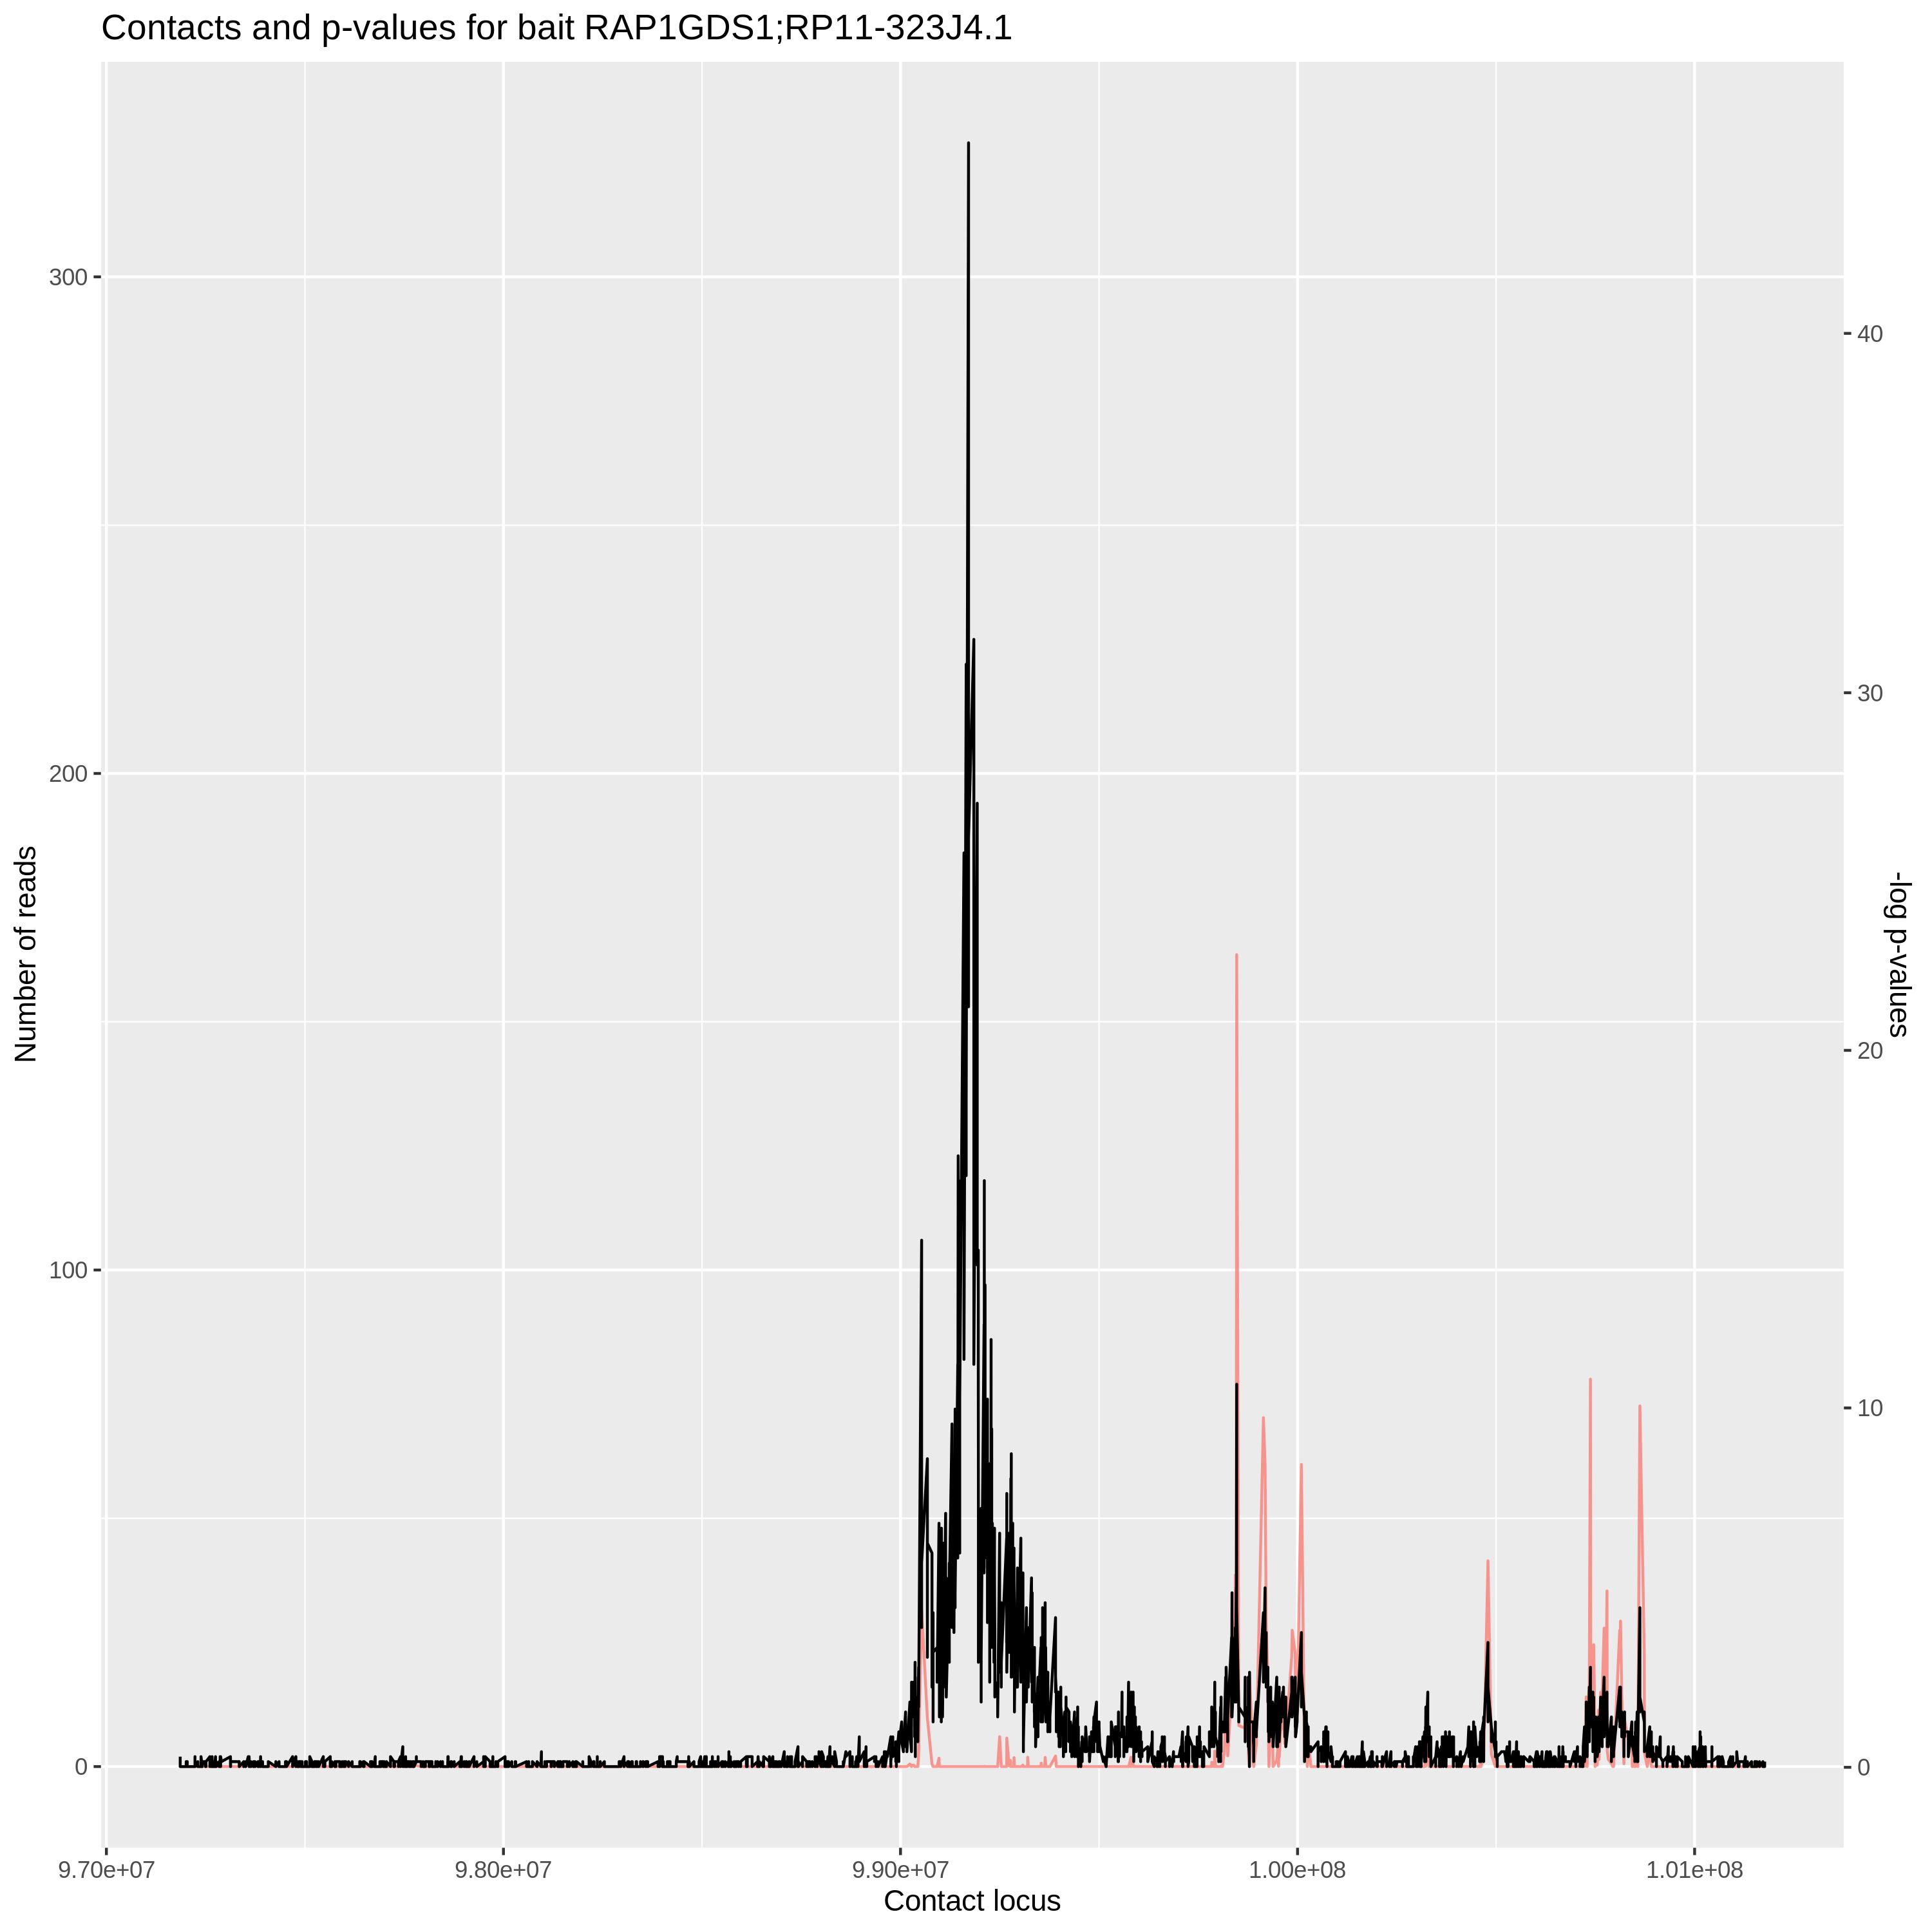 Contacts and p-values for bait RAP1GDS1;RP11-323J4.1
300
200
100
0
Number of reads
40
30
20
10
0
-log p-values
9.70e+07
9.80e+07
9.90e+07
1.00e+08
1.01e+08
Contact locus